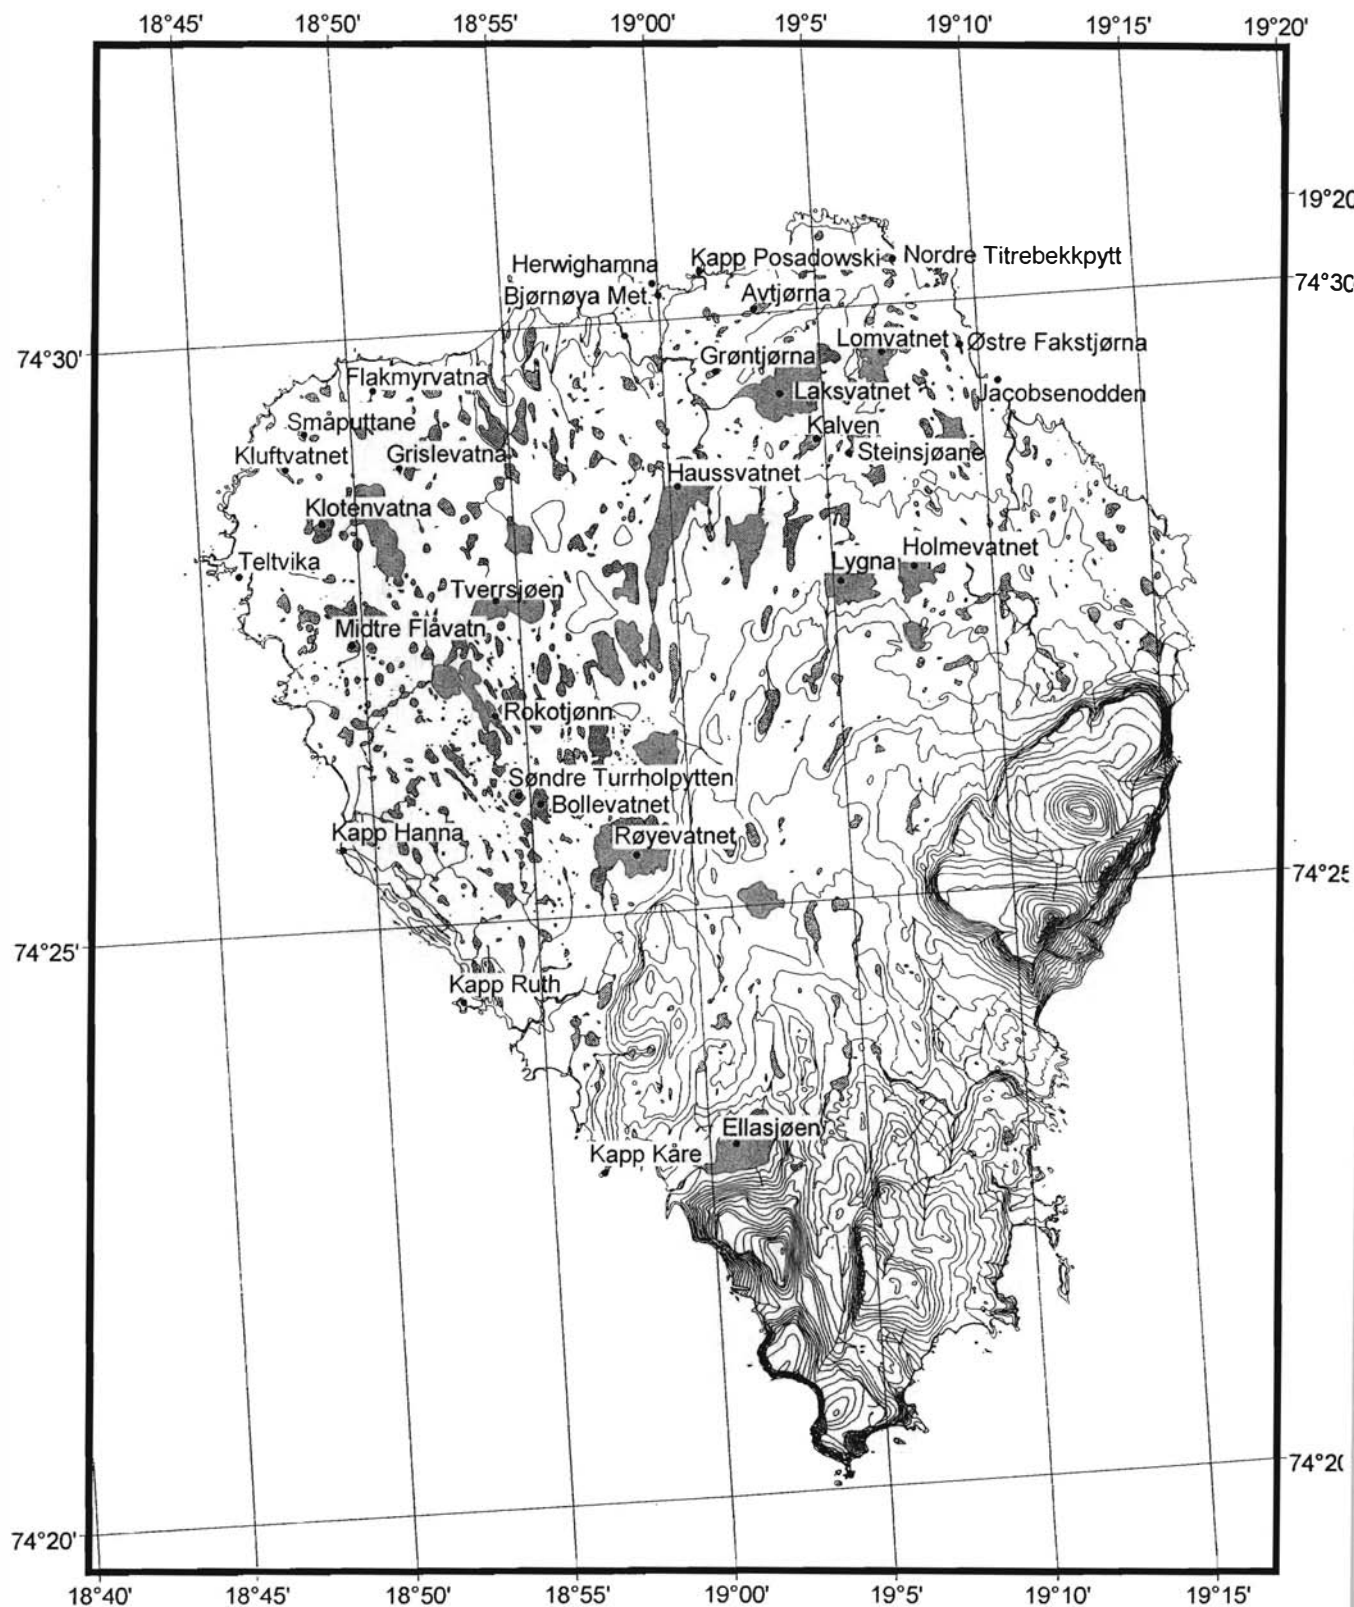 18°45'
18°50'
18°55'
19°00'
19°5'
19°10'
19°15'
19°20'
19°20
Herwighamna
Kapp Posadowski
Nordre Titrebekkpytt
74°30
Bjørnøya Met.
Avtjørna
74°30'
Grøntjørna
Lomvatnet
Østre Fakstjørna
Flakmyrvatna
Laksvatnet
Jacobsenodden
Småputtane
Kalven
Kluftvatnet
Grislevatna
Steinsjøane
Haussvatnet
Klotenvatna
Holmevatnet
Teltvika
Lygna
Tverrsjøen
Midtre Flåvatn
Rokotjønn
Søndre Turrholpytten
Bollevatnet
Kapp Hanna
Røyevatnet
74°25
74°25'
Kapp Ruth
Ellasjøen
Kapp Kåre
74°20
74°20'
18°40'
18°45'
18°50'
18°55'
19°00'
19°5'
19°10'
19°15'